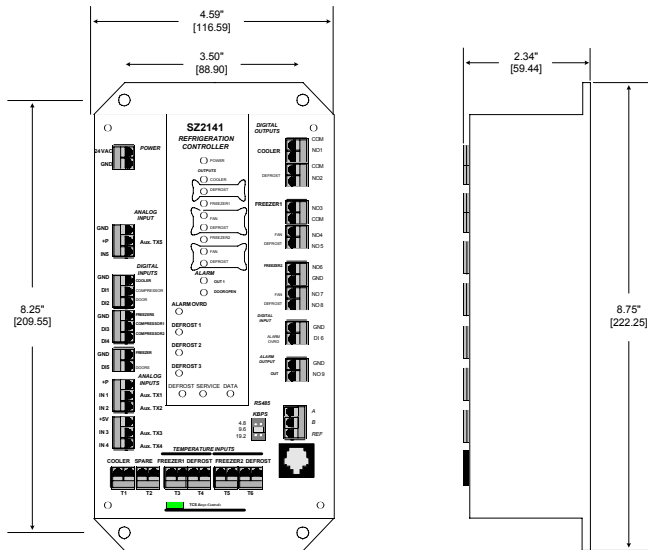 4.59"
[116.59]
3.50"
[88.90]
2.34"
[59.44]
8.25"
[209.55]
8.75"
[222.25]
SZ2141
REFRIGERATION
CONTROLLER
24VAC
GND
POWER
POWER
OUTPUTS
COOLER
DEFROST
FREEZER1
FAN
DEFROST
FREEZER2
FAN
DEFROST
ALARM
OUT 1
DOOR OPEN
ALARM OVRD
DEFROST 1
DEFROST 2
DEFROST 3
DEFROST SERVICE DATA
ANALOG
INPUT
GND
+P
IN5
Aux. TX5
DIGITAL
INPUTS
GND
DI1
DI2
COOLER
COMPRESSOR
DOOR
GND
DI3
DI4
FREEZERS
COMPRESSOR1
COMPRESSOR2
GND
DI5
FREEZER
DOORS
ANALOG
INPUTS
+P
IN 1
IN 2
Aux. TX1
Aux. TX2
+5V
IN 3
IN 4
Aux. TX3
Aux. TX4
DIGITAL
OUTPUTS
COOLER
COM
NO1
DEFROST
COM
NO2
FREEZER1
NO3
COM
FAN
DEFROST
NO4
NO5
FREEZER2
NO6
GND
FAN
DEFROST
NO7
NO8
DIGITAL
INPUT
ALARM
OVRD
GND
DI 6
ALARM
OUTPUT
OUT
GND
NO9
RS485
KBPS
4.8
9.6
19.2
A
B
REF
TEMPERATURE INPUTS
COOLER SPARE FREEZER1 DEFROST FREEZER2 DEFROST
T1 T2 T3 T4 T5 T6
TCS Basys Controls